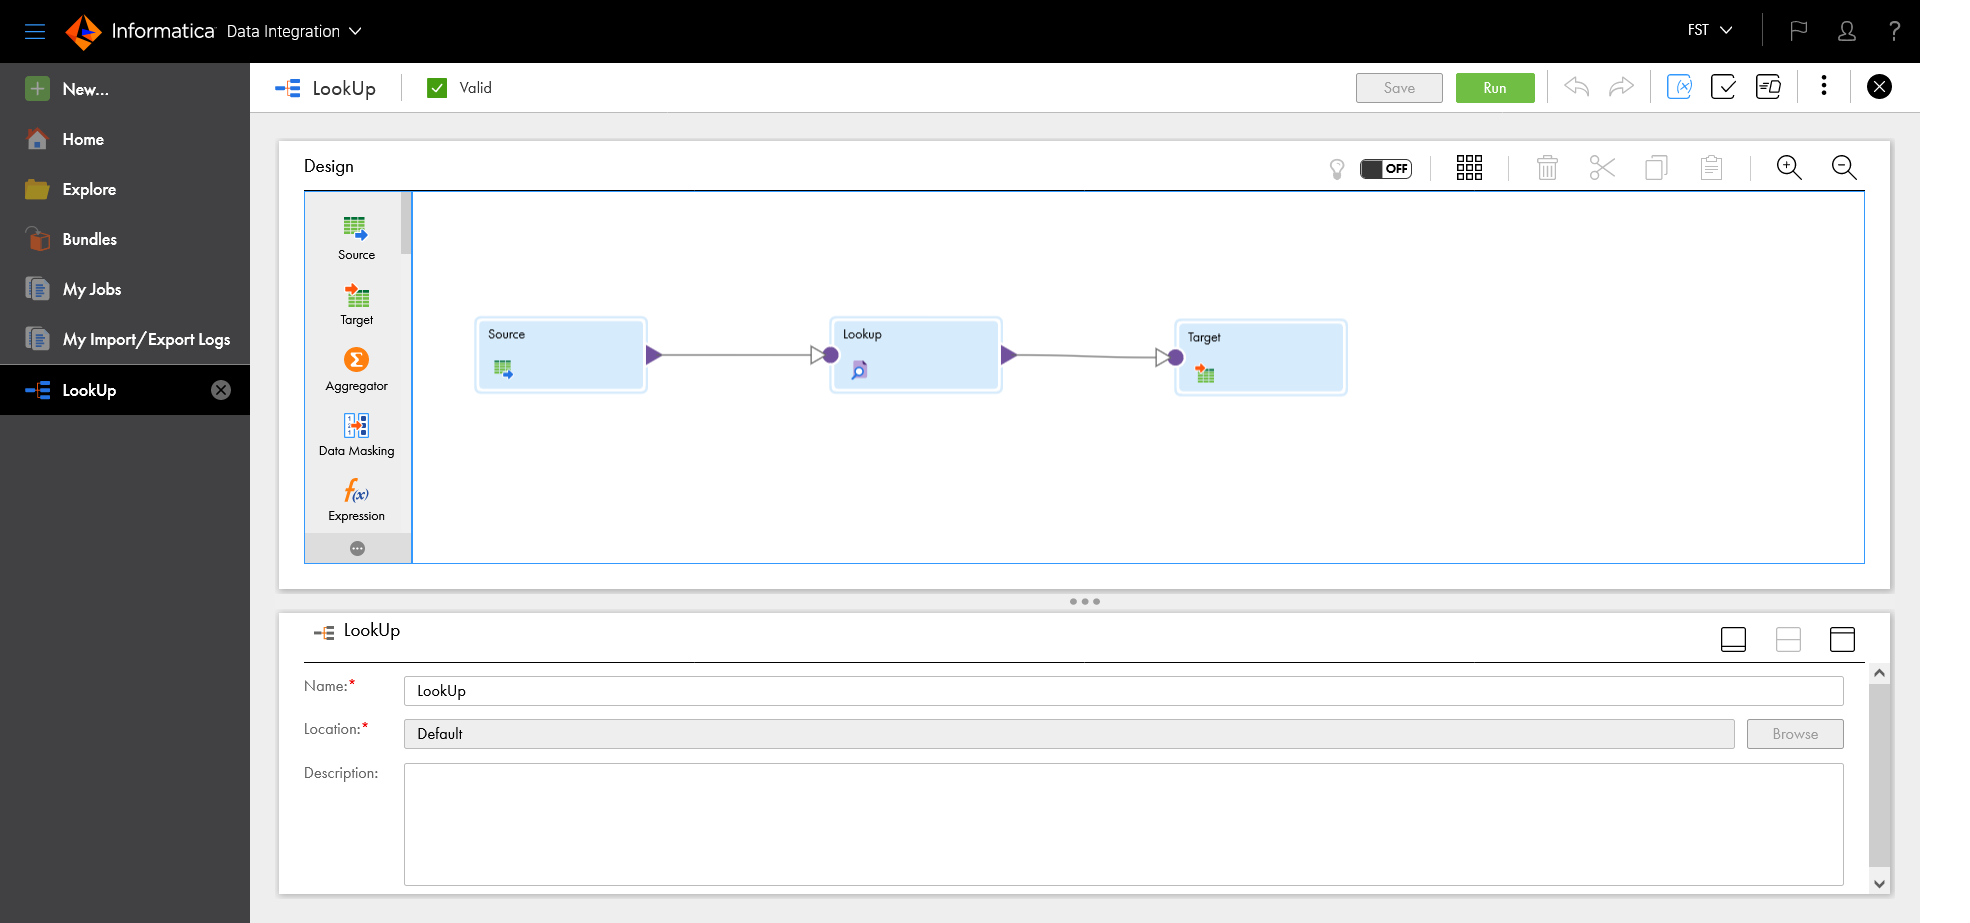 Informatica Data Integration
FST
?
New...
Home
Explore
Bundles
My Jobs
My Import/Export Logs
LookUp
LookUp
Valid
Save
Run
(x)
Design
OFF
Source
Target
Σ
Aggregator
Data Masking
f(x)
Expression
Source
Lookup
Target
LookUp
Name:*
LookUp
Location:*
Default
Browse
Description: